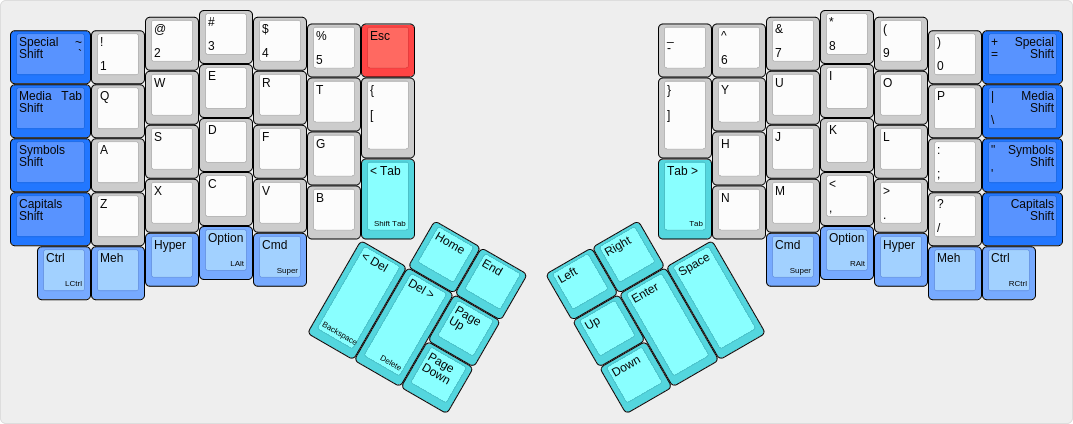 Special ~
Shift `
!
1
@
2
#
3
$
4
%
5
Esc
Media Tab
Shift
Q
W
E
R
T
{
[
Symbols
Shift
A
S
D
F
G
< Tab
Shift Tab
Capitals
Shift
Z
X
C
V
B
Ctrl
LCtrl
Meh
Hyper
Option
LAlt
Cmd
Super
< Del
Backspace
Del >
Delete
Home
End
Page
Up
Page
Down
_
-
^
6
&
7
*
8
(
9
)
0
+ Special
= Shift
}
]
Y
U
I
O
P
| Media
\ Shift
Tab >
Tab
H
J
K
L
:
;
" Symbols
' Shift
N
M
<
,
>
.
?
/
Capitals
Shift
Cmd
Super
Option
RAlt
Hyper
Meh
Ctrl
RCtrl
Left
Right
Up
Down
Enter
Space